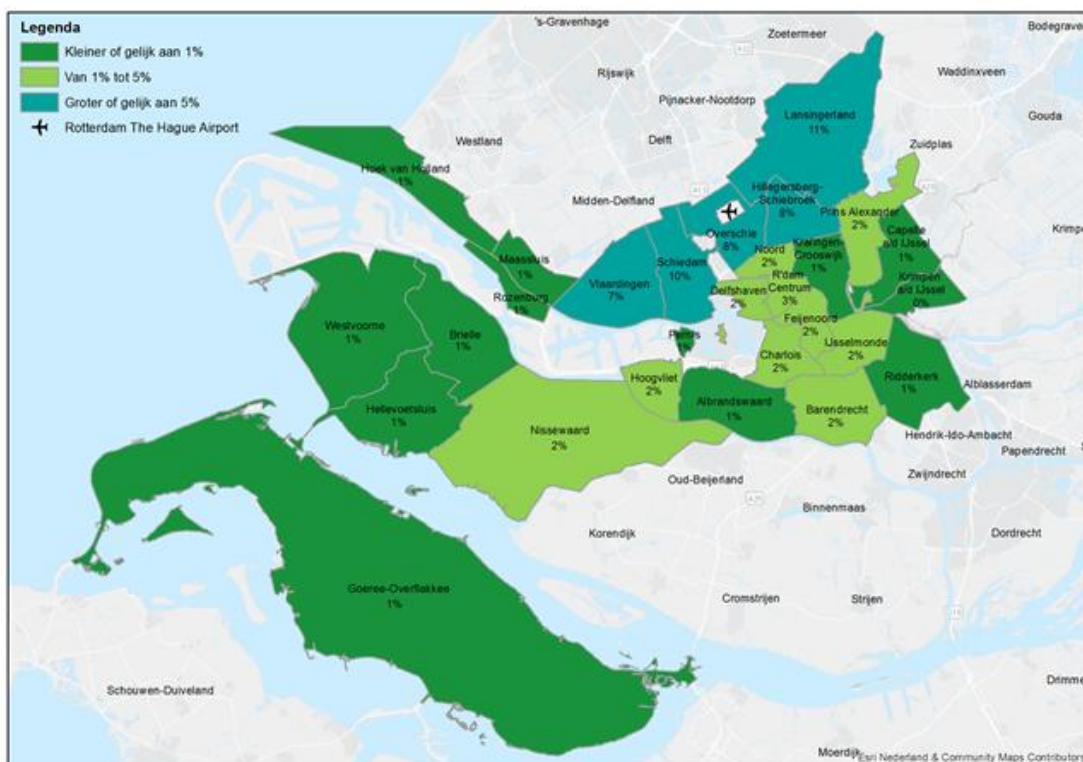 Legenda
Kleiner of gelijk aan 1%
Van 1% tot 5%
Groter of gelijk aan 5%
Rotterdam The Hague Airport
's-Gravenhage
Zoetermeer
Bodegrave
Rijswijk
Waddinxveen
Pijnacker-Nootdorp
Gouda
Lansingerland
11%
Westland
Delft
Zuidplas
Hoek van Holland
1%
Midden-Delfland
Hillegersberg-
Schiebroek
8%
Prins Alexander
2%
Krimpe
Capelle
a/d IJssel
1%
Overschie
8%
Noord
2%
Kralingen-
Crooswijk
1%
Maassluis
1%
Schiedam
10%
Vlaardingen
7%
Rozenburg
1%
Delfshaven
2%
R'dam
Centrum
3%
Krimpen
a/d IJssel
0%
Feijenoord
2%
Westvoorne
1%
Brielle
1%
Pernis
1%
IJsselmonde
2%
Charlois
2%
Hoogvliet
2%
Ridderkerk
1%
Alblasserdam
Albrandswaard
1%
Barendrecht
2%
Hellevoetsluis
1%
Nissewaard
2%
Hendrik-Ido-Ambacht
Papendrecht
Oud-Beijerland
Zwijndrecht
Binnenmaas
Korendijk
Dordrecht
Goeree-Overflakkee
1%
Cromstrijen
Strijen
Schouwen-Duiveland
Drimme
Moerdijk
Esri Nederland & Community Maps Contributors